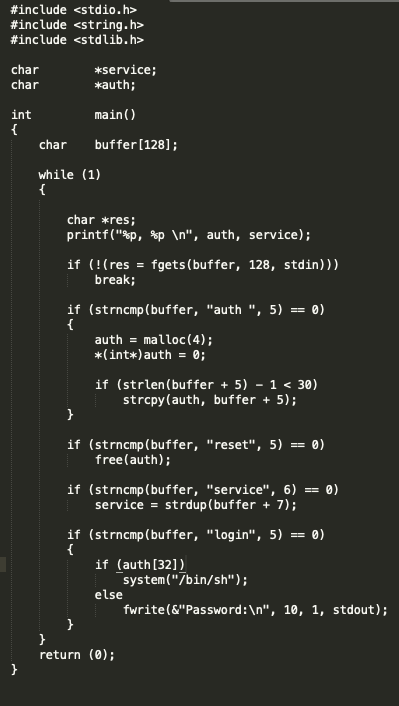 #include <stdio.h>
#include <string.h>
#include <stdlib.h>
char *service;
char *auth;
int main()
{
char buffer[128];
while (1)
{
char *res;
printf("%p, %p \n", auth, service);
if (!(res = fgets(buffer, 128, stdin)))
break;
if (strncmp(buffer, "auth ", 5) == 0)
{
auth = malloc(4);
*(int*)auth = 0;
if (strlen(buffer + 5) - 1 < 30)
strcpy(auth, buffer + 5);
}
if (strncmp(buffer, "reset", 5) == 0)
free(auth);
if (strncmp(buffer, "service", 6) == 0)
service = strdup(buffer + 7);
if (strncmp(buffer, "login", 5) == 0)
{
if (auth[32])
system("/bin/sh");
else
fwrite(&"Password:\n", 10, 1, stdout);
}
}
return (0);
}